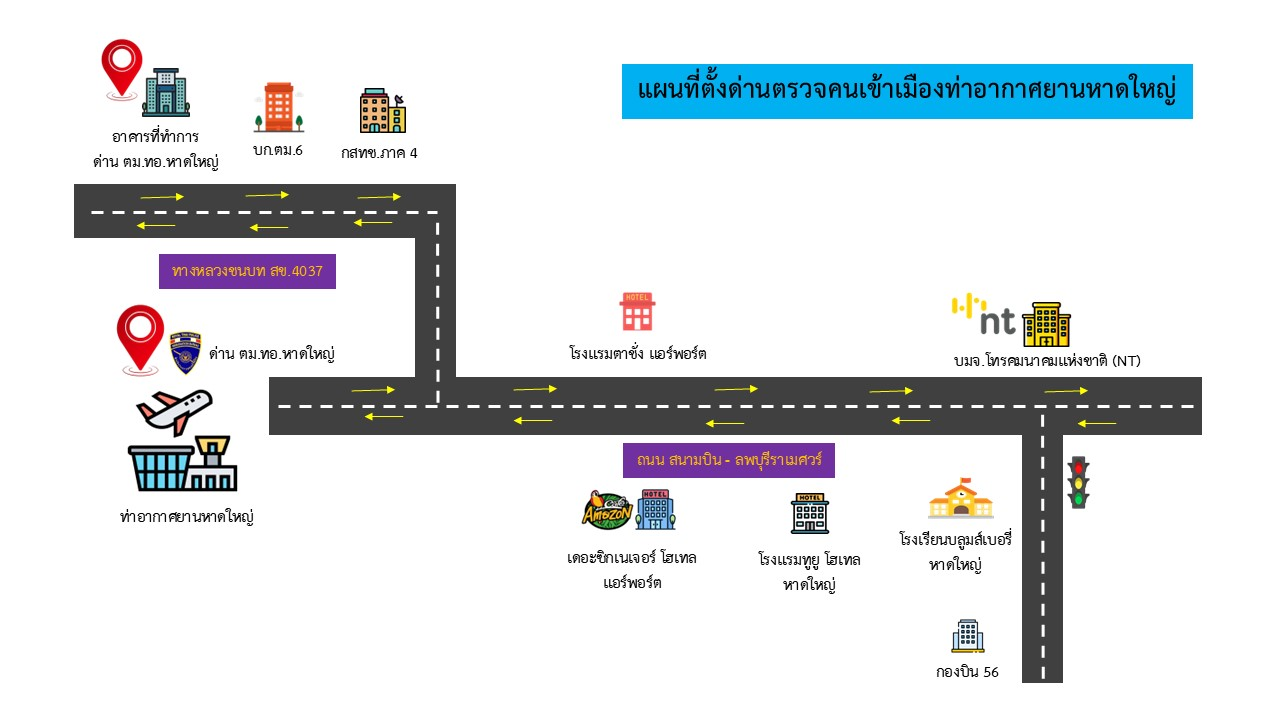 แผนที่ตั้งด่านตรวจคนเข้าเมืองท่าอากาศยานหาดใหญ่
อาคารที่ทำการ
ด่าน ตม.ทอ.หาดใหญ่
บก.ตม.6
กสทช.ภาค 4
ทางหลวงชนบท สข.4037
ด่าน ตม.ทอ.หาดใหญ่
HOTEL
โรงแรมตาขั่ง แอร์พอร์ต
nt
บมจ.โทรคมนาคมแห่งชาติ (NT)
ถนน สนามบิน - ลพบุรีราเมศวร์
ท่าอากาศยานหาดใหญ่
Café
Amazon
HOTEL
เดอะซิกเนเจอร์ โฮเทล
แอร์พอร์ต
HOTEL
โรงแรมทูยู โฮเทล
หาดใหญ่
โรงเรียนบลูมส์เบอรี่
หาดใหญ่
กองบิน 56